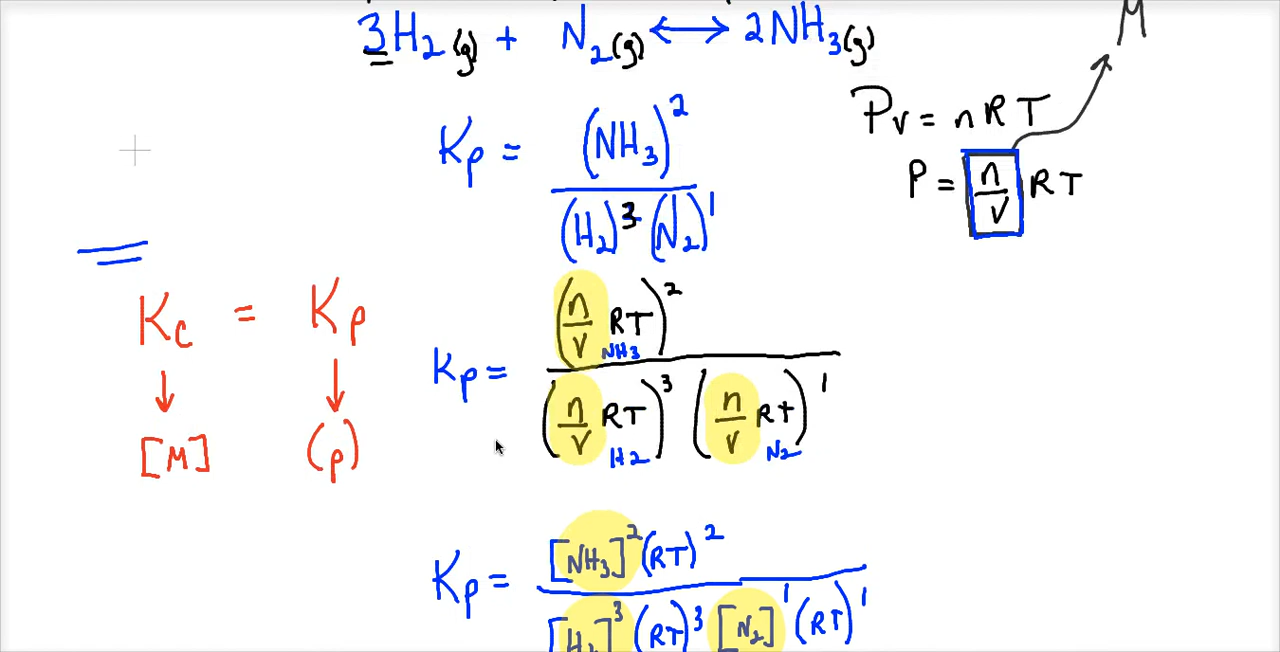 3H₂(g) + N₂(g) ⟷ 2NH₃(g)
M
PV = nRT
P = n/V RT
Kp = (NH₃)² / (H₂)³ (N₂)¹
Kc = Kp
[M] (p)
Kp = (n/V RT NH₃)² / (n/V RT H₂)³ (n/V RT N₂)¹
Kp = [NH₃]² (RT)² / [H₂]³ (RT)³ [N₂]¹ (RT)¹